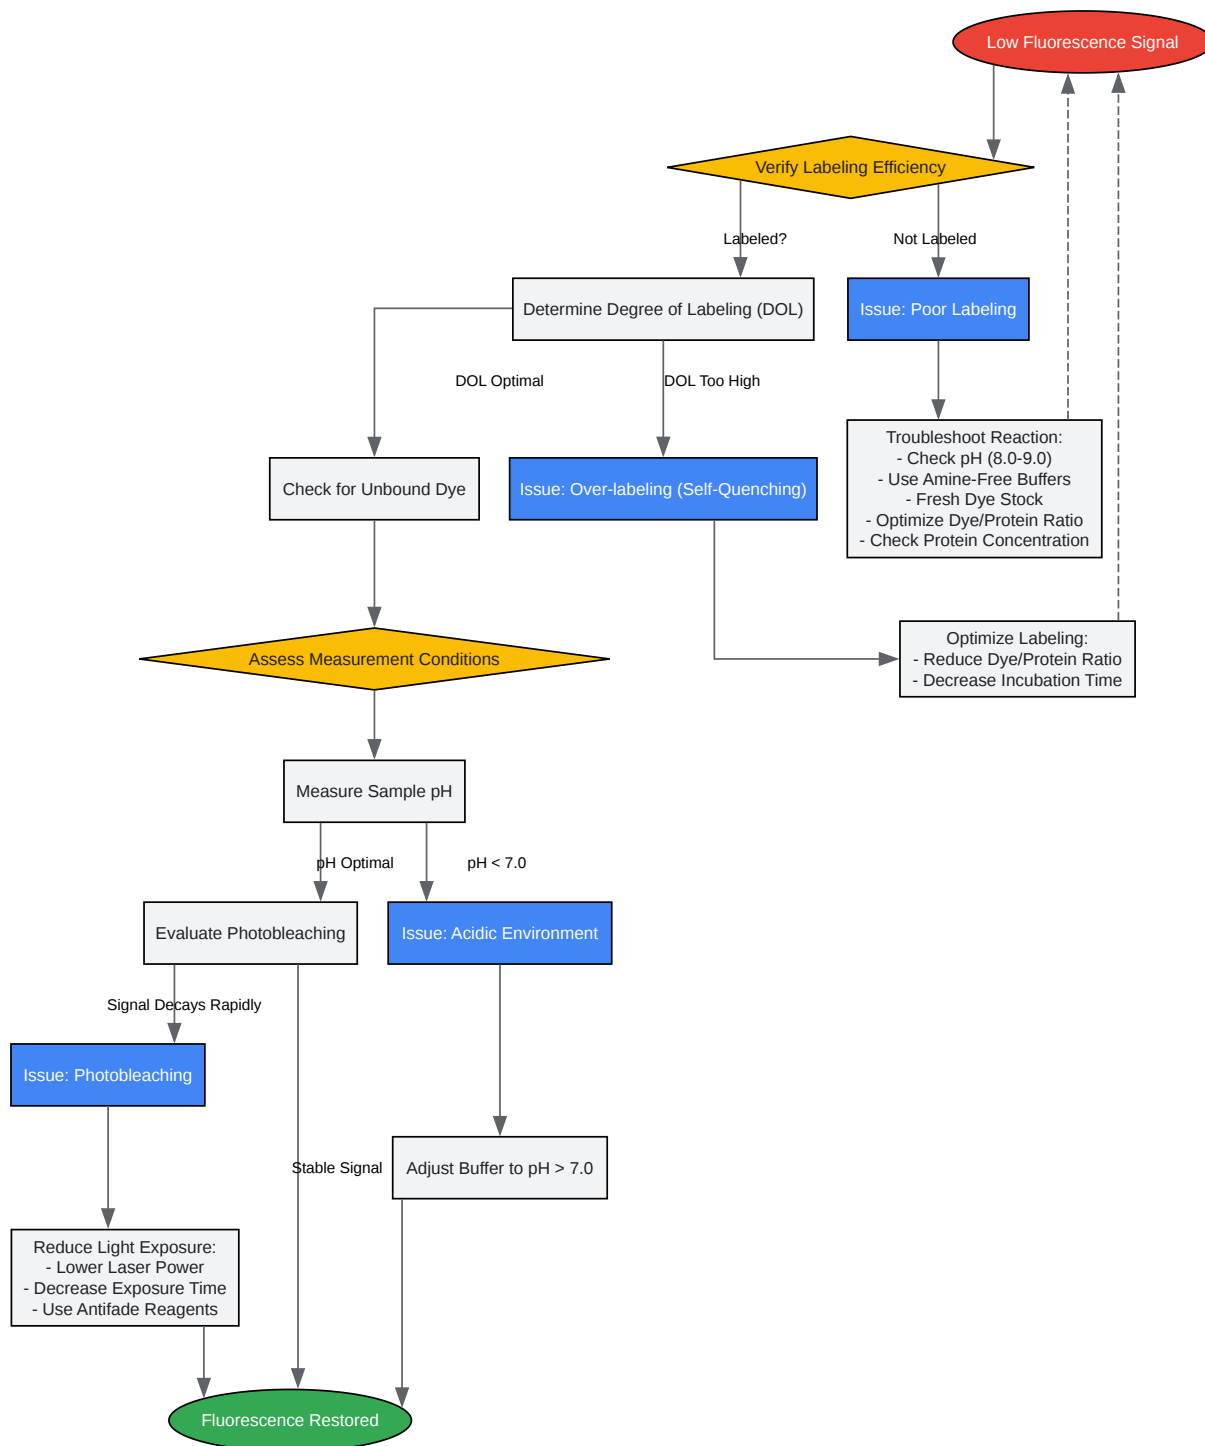 Low Fluorescence Signal
Verify Labeling Efficiency
Labeled?
Not Labeled
Determine Degree of Labeling (DOL)
Issue: Poor Labeling
DOL Optimal
DOL Too High
Troubleshoot Reaction:
- Check pH (8.0-9.0)
- Use Amine-Free Buffers
- Fresh Dye Stock
- Optimize Dye/Protein Ratio
- Check Protein Concentration
Check for Unbound Dye
Issue: Over-labeling (Self-Quenching)
Optimize Labeling:
- Reduce Dye/Protein Ratio
- Decrease Incubation Time
Assess Measurement Conditions
Measure Sample pH
pH Optimal
pH < 7.0
Evaluate Photobleaching
Issue: Acidic Environment
Signal Decays Rapidly
Issue: Photobleaching
Stable Signal
Adjust Buffer to pH > 7.0
Reduce Light Exposure:
- Lower Laser Power
- Decrease Exposure Time
- Use Antifade Reagents
Fluorescence Restored